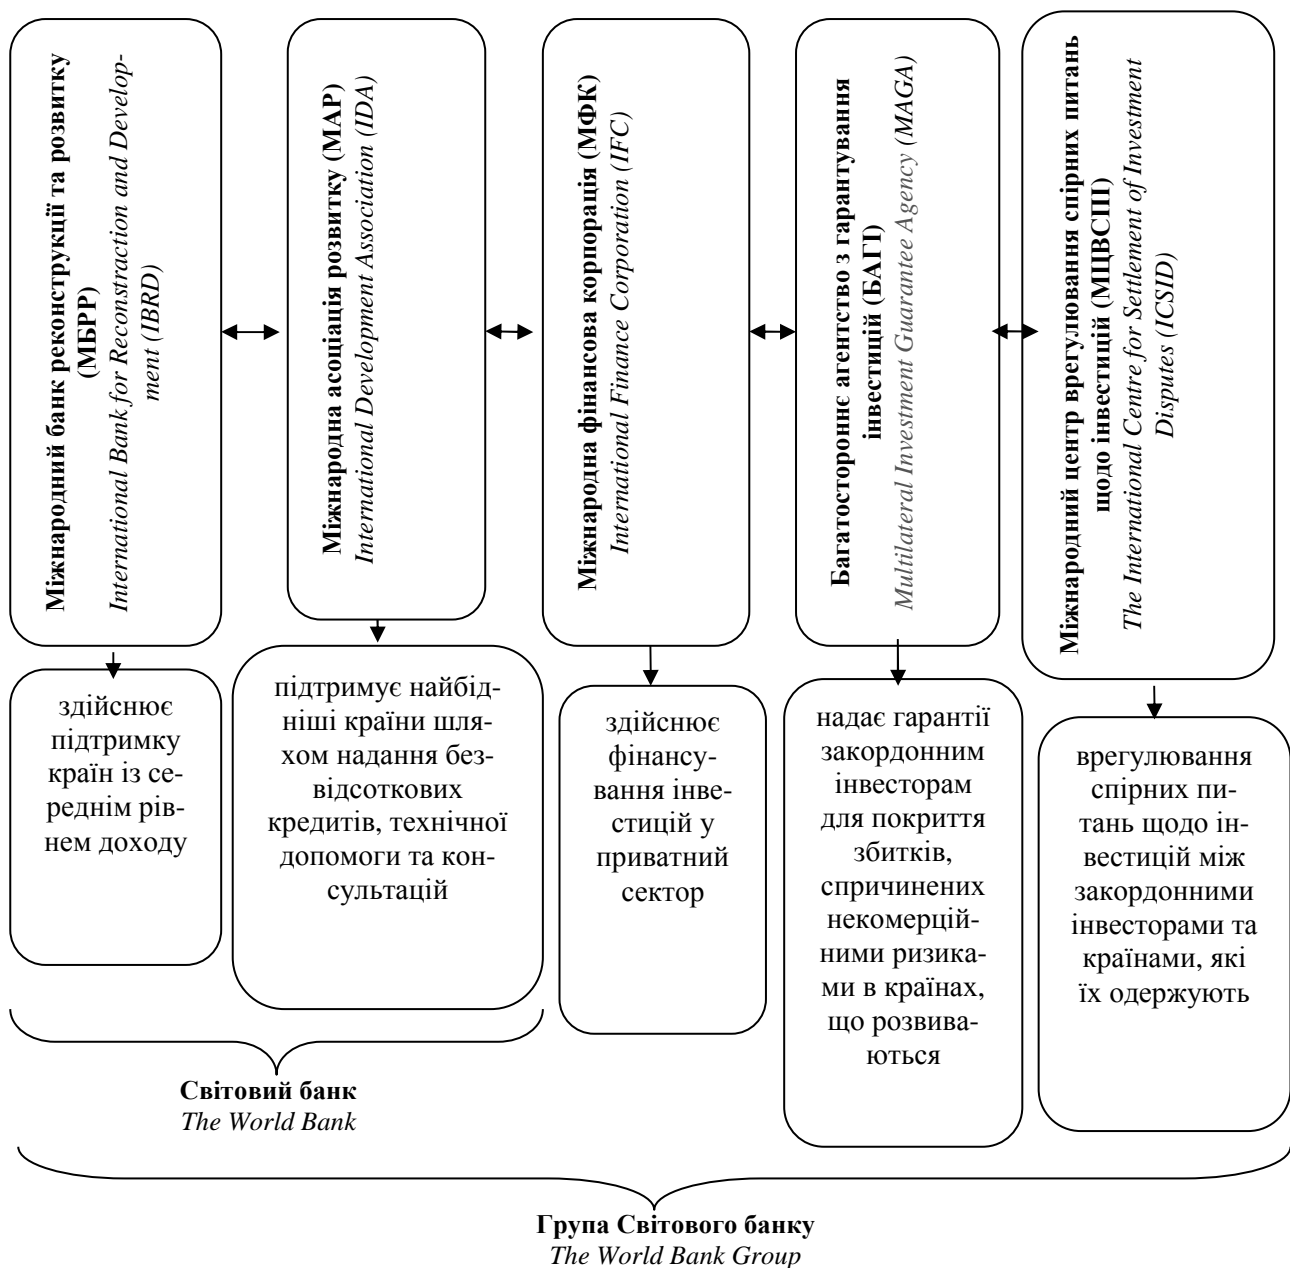 Міжнародний банк реконструкції та розвитку
(МБРР)
International Bank for Reconstraction and Develop-
ment (IBRD)
Міжнародна асоціація розвитку (МАР)
International Development Association (IDA)
Міжнародна фінансова корпорація (МФК)
International Finance Corporation (IFC)
Багатостороннє агентство з гарантування
інвестицій (БАГІ)
Multilateral Investment Guarantee Agency (MAGA)
Міжнародний центр врегулювання спірних питань
щодо інвестицій (МЦВСПІ)
The International Centre for Settlement of Investment
Disputes (ICSID)
здійснює
підтримку
країн із се-
реднім рів-
нем доходу
підтримує найбід-
ніші країни шля-
хом надання без-
відсоткових
кредитів, технічної
допомоги та кон-
сультацій
здійснює
фінансу-
вання інве-
стицій у
приватний
сектор
надає гарантії
закордонним
інвесторам
для покриття
збитків,
спричинених
некомерцій-
ними ризика-
ми в країнах,
що розвива-
ються
врегулювання
спірних пи-
тань щодо ін-
вестицій між
закордонними
інвесторами та
країнами, які
їх одержують
Світовий банк
The World Bank
Група Світового банку
The World Bank Group